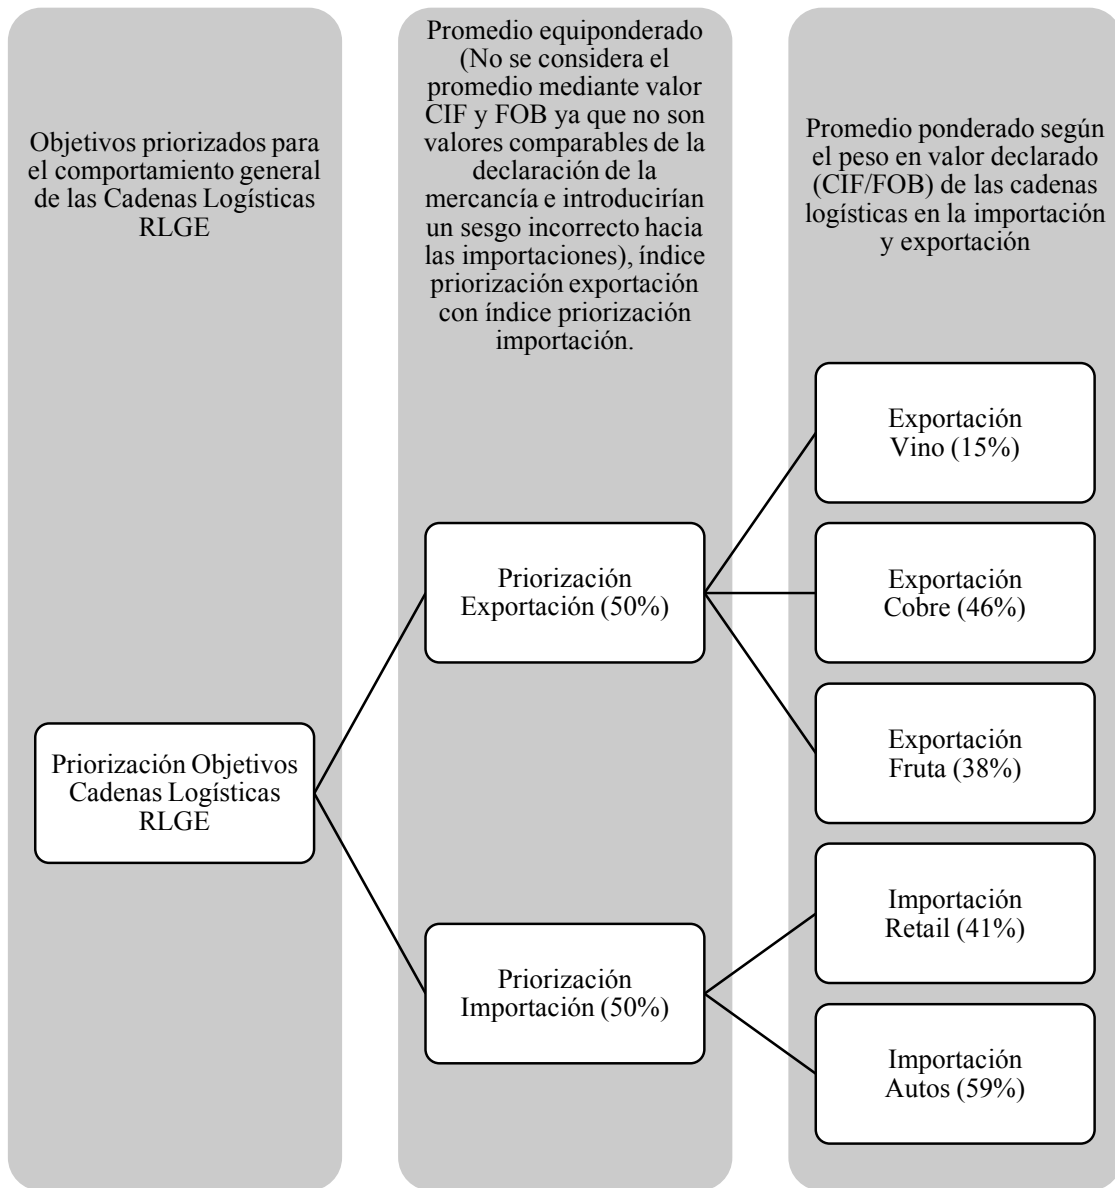 Objetivos priorizados para
el comportamiento general
de las Cadenas Logísticas
RLGE
Promedio equiponderado
(No se considera el
promedio mediante valor
CIF y FOB ya que no son
valores comparables de la
declaración de la
mercancía e introducirían
un sesgo incorrecto hacia
las importaciones), índice
priorización exportación
con índice priorización
importación.
Promedio ponderado según
el peso en valor declarado
(CIF/FOB) de las cadenas
logísticas en la importación
y exportación
Priorización Objetivos
Cadenas Logísticas
RLGE
Priorización
Exportación (50%)
Priorización
Importación (50%)
Exportación
Vino (15%)
Exportación
Cobre (46%)
Exportación
Fruta (38%)
Importación
Retail (41%)
Importación
Autos (59%)